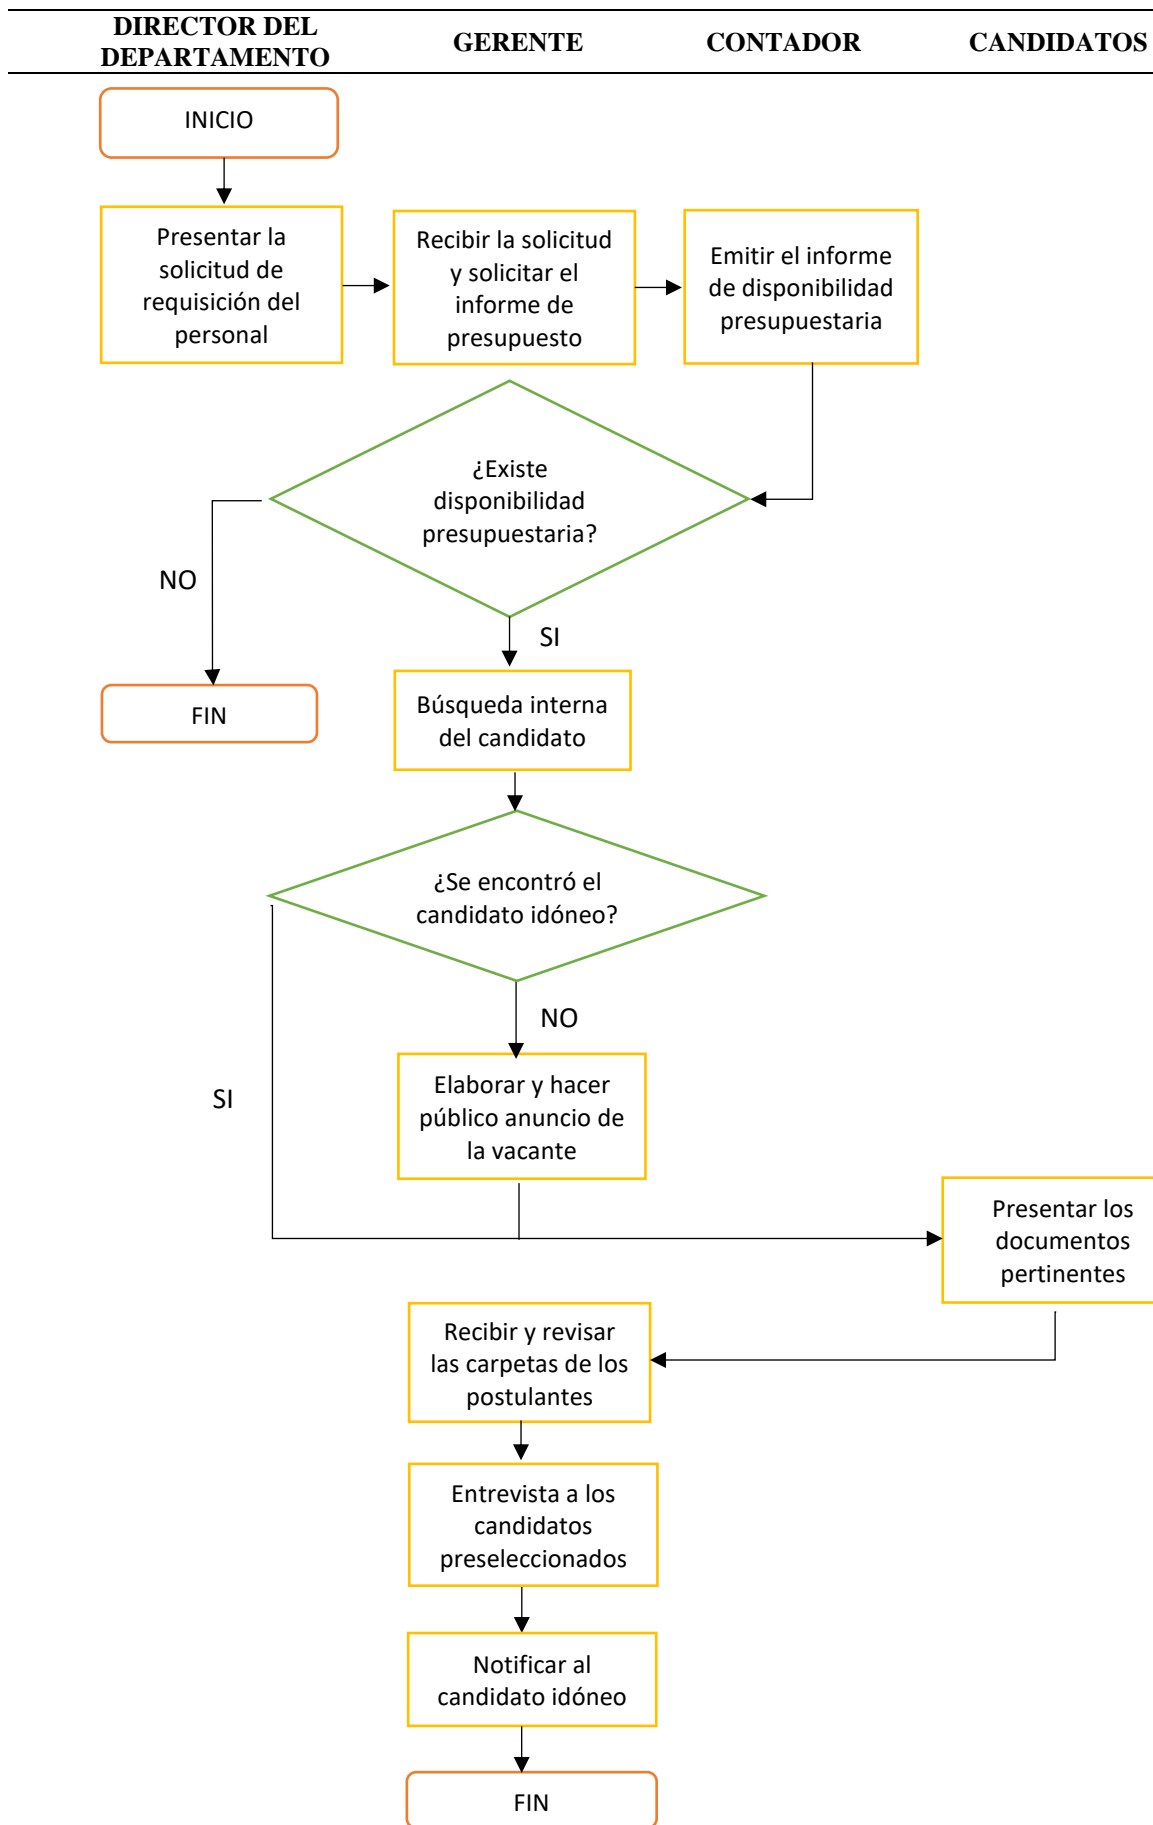 DIRECTOR DEL
DEPARTAMENTO
GERENTE
CONTADOR
CANDIDATOS
INICIO
Presentar la
solicitud de
requisición del
personal
Recibir la solicitud
y solicitar el
informe de
presupuesto
Emitir el informe
de disponibilidad
presupuestaria
¿Existe
disponibilidad
presupuestaria?
NO
SI
FIN
Búsqueda interna
del candidato
¿Se encontró el
candidato idóneo?
NO
SI
Elaborar y hacer
público anuncio de
la vacante
Presentar los
documentos
pertinentes
Recibir y revisar
las carpetas de los
postulantes
Entrevista a los
candidatos
preseleccionados
Notificar al
candidato idóneo
FIN